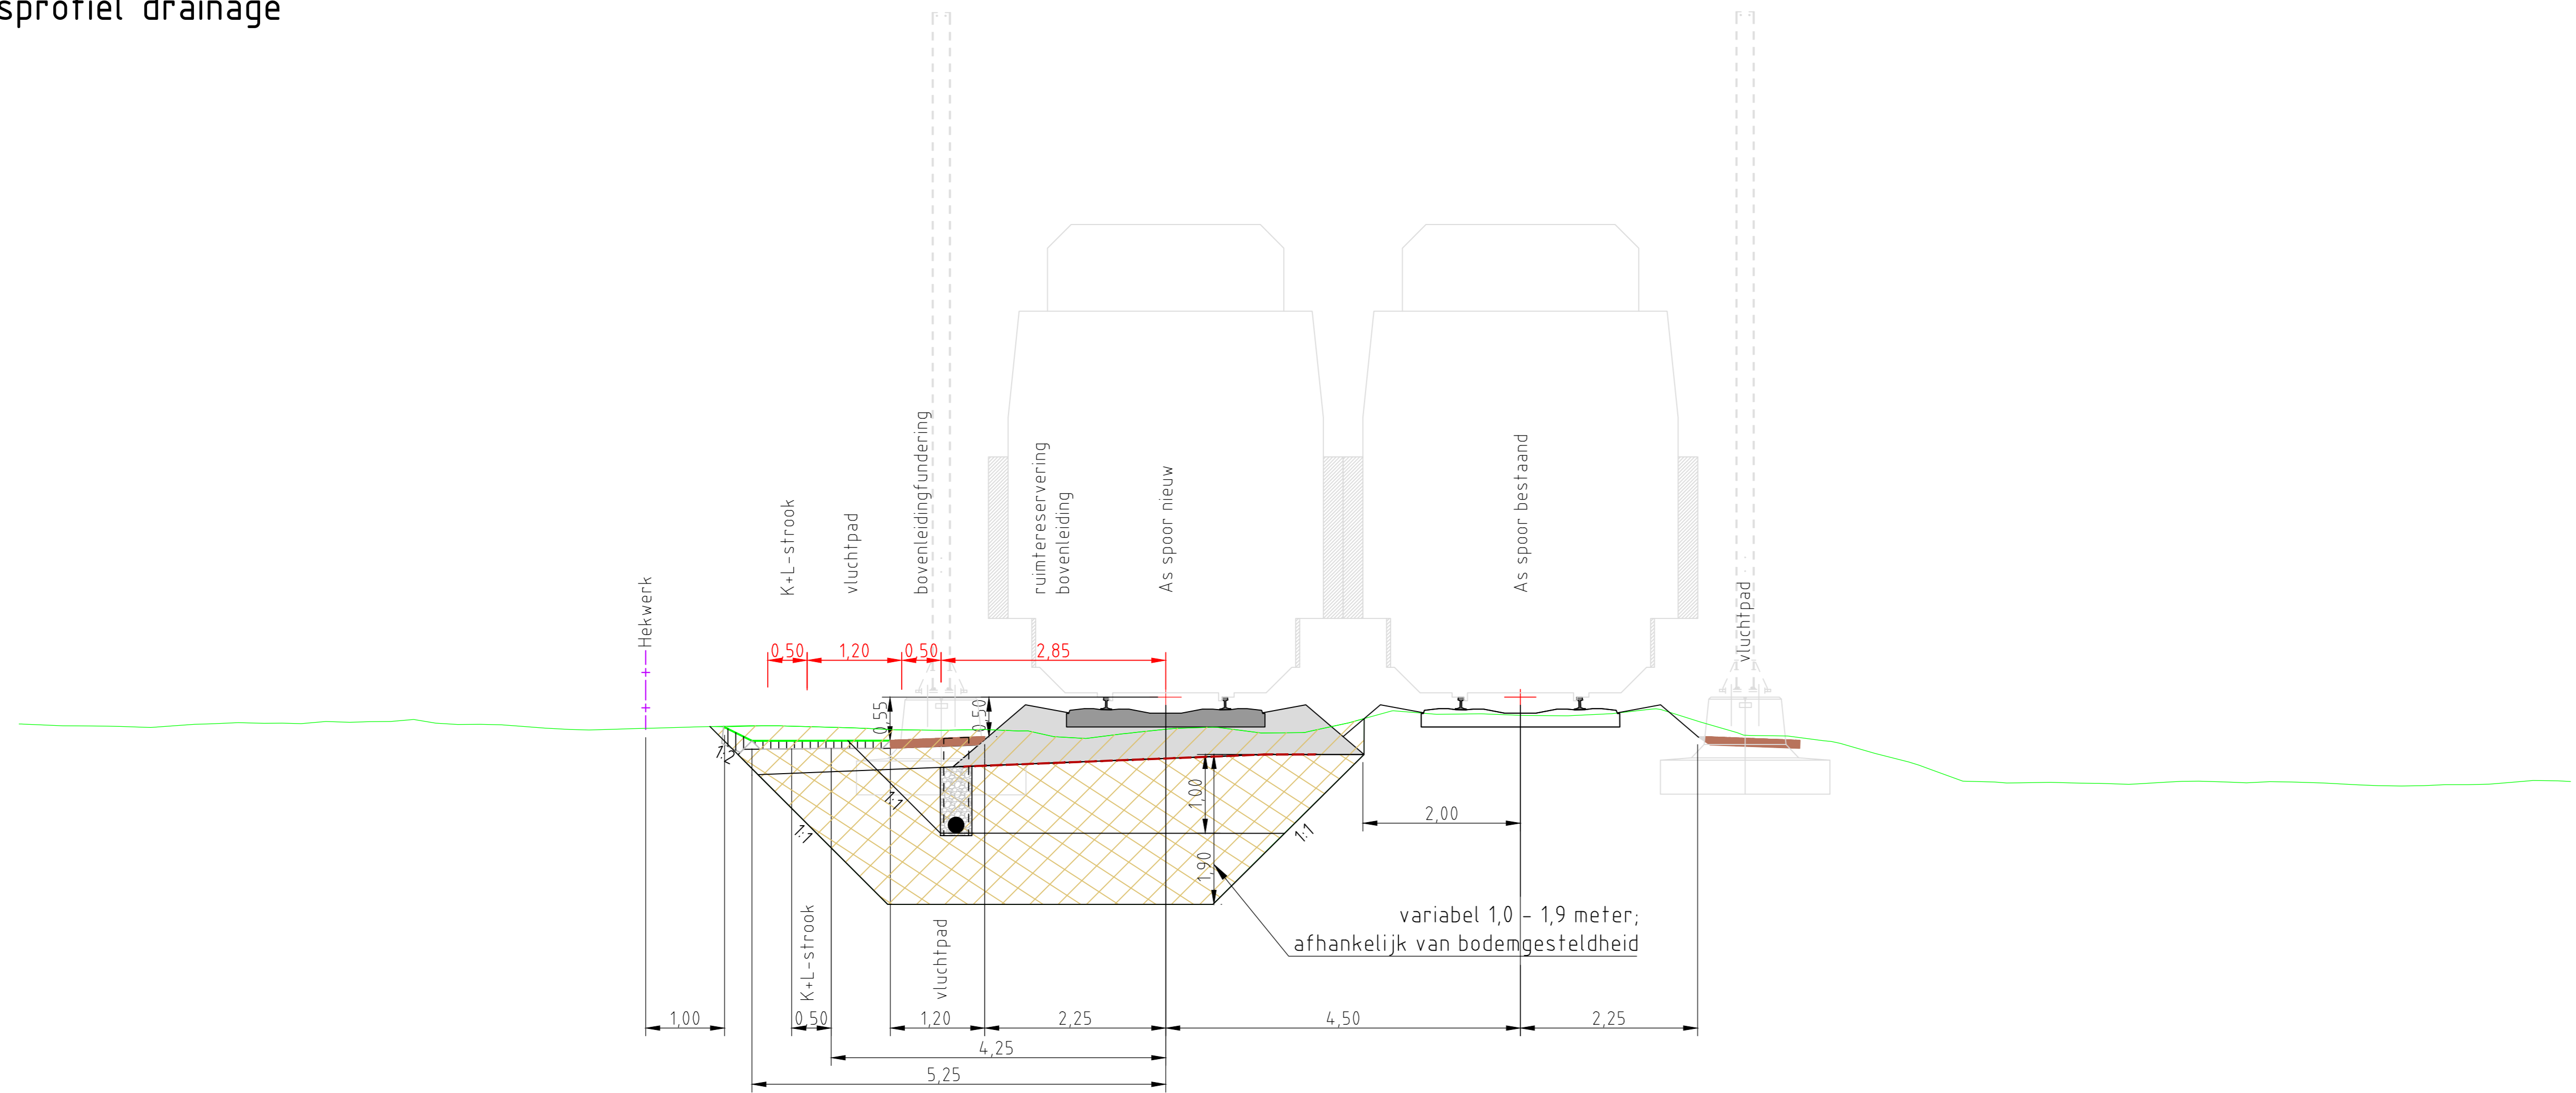 sprofiel drainage
Hekwerk
K+L-strook
vluchtpad
bovenleidingfundering
ruimtereservering
bovenleiding
As spoor nieuw
As spoor bestaand
vluchtpad
0,50
1,20
0,50
2,85
0,55
0,50
1:2
1:1
1:1
1:1
1,00
1,90
2,00
variabel 1,0 - 1,9 meter;
afhankelijk van bodemgesteldheid
K+L-strook
vluchtpad
1,00
0,50
1,20
2,25
4,50
2,25
4,25
5,25